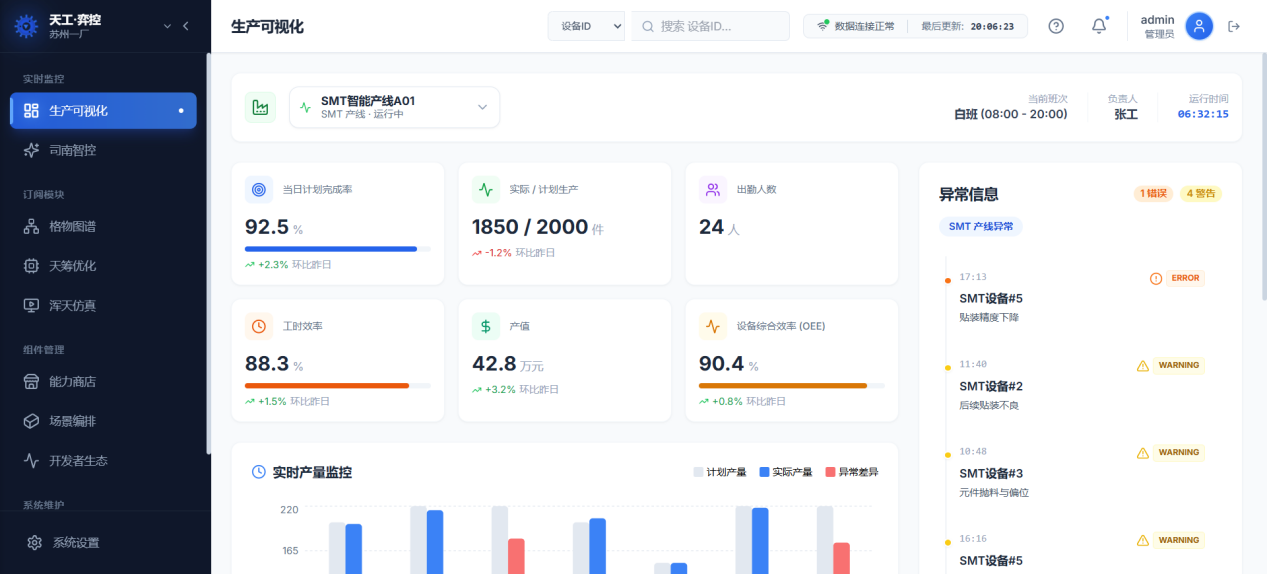 天工·弈控
苏州一厂
实时监控
生产可视化
司南智控
订阅模块
格物图谱
天筹优化
浑天仿真
组件管理
能力商店
场景编排
开发者生态
系统维护
系统设置
生产可视化
设备ID
搜索 设备ID...
数据连接正常
最后更新: 20:06:23
admin
管理员
SMT智能产线A01
SMT 产线 · 运行中
当前班次
白班 (08:00 - 20:00)
负责人
张工
运行时间
06:32:15
当日计划完成率
92.5 %
+2.3% 环比昨日
实际 / 计划生产
1850 / 2000 件
-1.2% 环比昨日
出勤人数
24 人
工时效率
88.3 %
+1.5% 环比昨日
产值
42.8 万元
+3.2% 环比昨日
设备综合效率 (OEE)
90.4 %
+0.8% 环比昨日
实时产量监控
计划产量
实际产量
异常差异
220
165
异常信息
1 错误
4 警告
SMT 产线异常
17:13
ERROR
SMT设备#5
贴装精度下降
11:40
WARNING
SMT设备#2
后续贴装不良
10:48
WARNING
SMT设备#3
元件抛料与偏位
16:16
WARNING
SMT设备#5